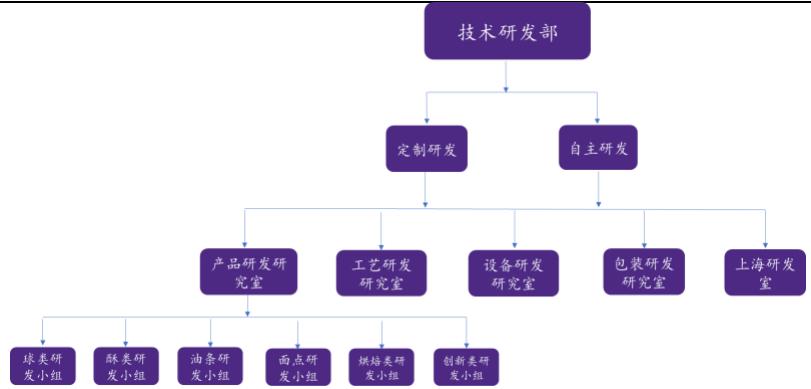 技术研发部
定制研发
自主研发
产品研发研
究室
工艺研发
研究室
设备研发
研究室
包装研发
研究室
上海研发
室
球类研
发小组
酥类研
发小组
油条研
发小组
面点研
发小组
烘焙类研
发小组
创新类研
发小组